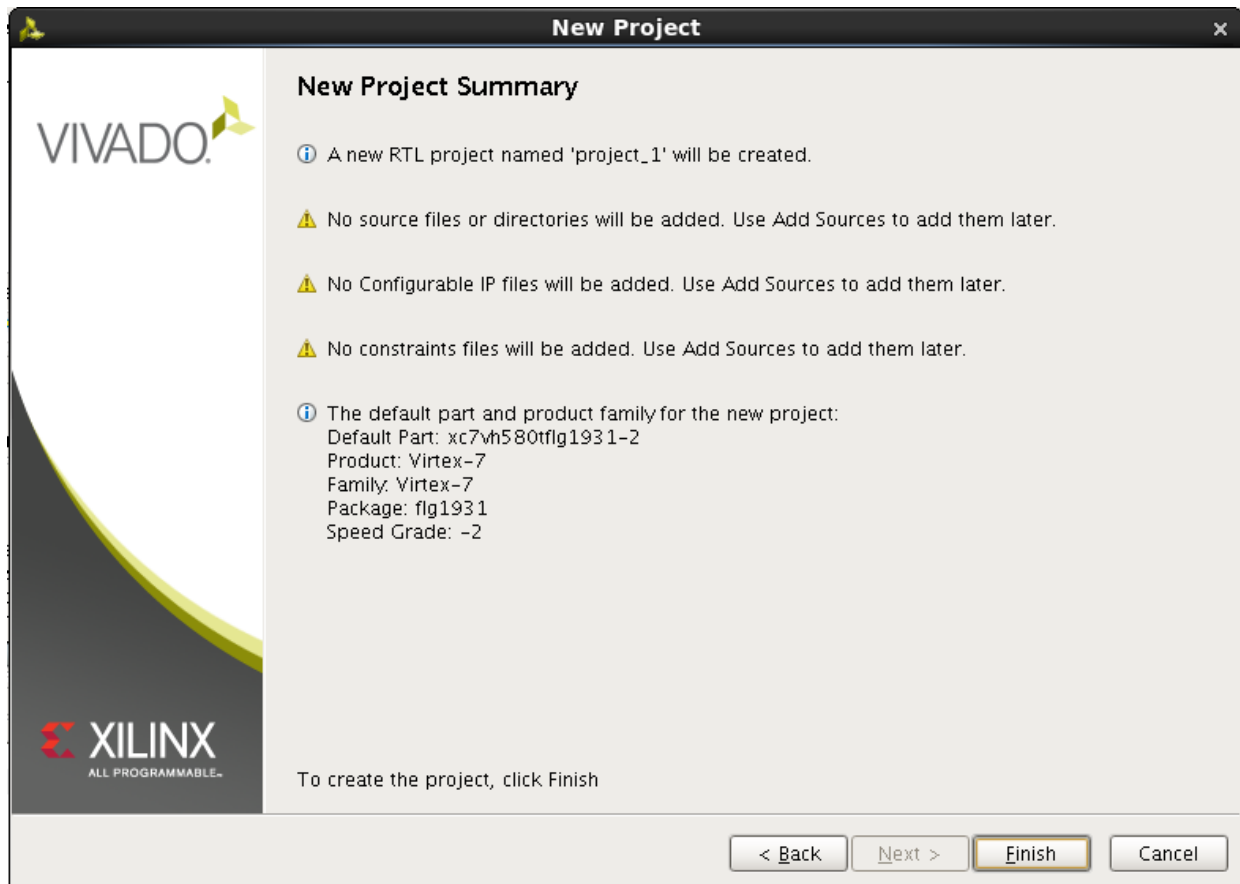 New Project
New Project Summary
VIVADO.
A new RTL project named 'project_1' will be created.
No source files or directories will be added. Use Add Sources to add them later.
No Configurable IP files will be added. Use Add Sources to add them later.
No constraints files will be added. Use Add Sources to add them later.
The default part and product family for the new project:
Default Part: xc7vh580tflg1931-2
Product: Virtex-7
Family: Virtex-7
Package: flg1931
Speed Grade: -2
XILINX
ALL PROGRAMMABLE™
To create the project, click Finish
< Back Next > Finish Cancel